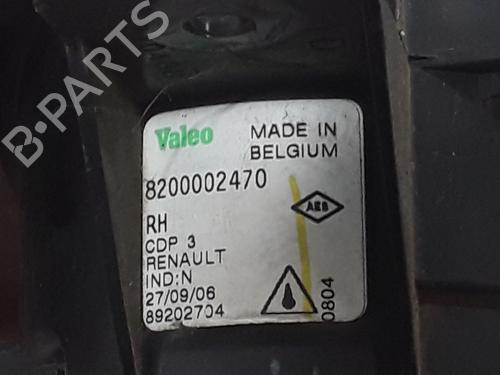 B-PARTS
Valeo
MADE IN
BELGIUM
8200002470
RH
CDP 3
RENAULT
IND:N
27/09/06
89202704
0804